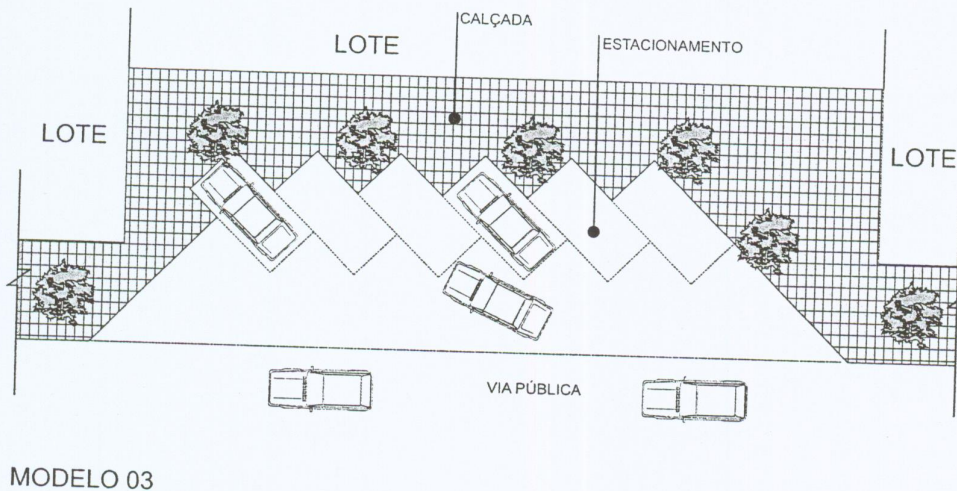 CALÇADA
LOTE
ESTACIONAMENTO
LOTE
LOTE
VIA PÚBLICA
MODELO 03